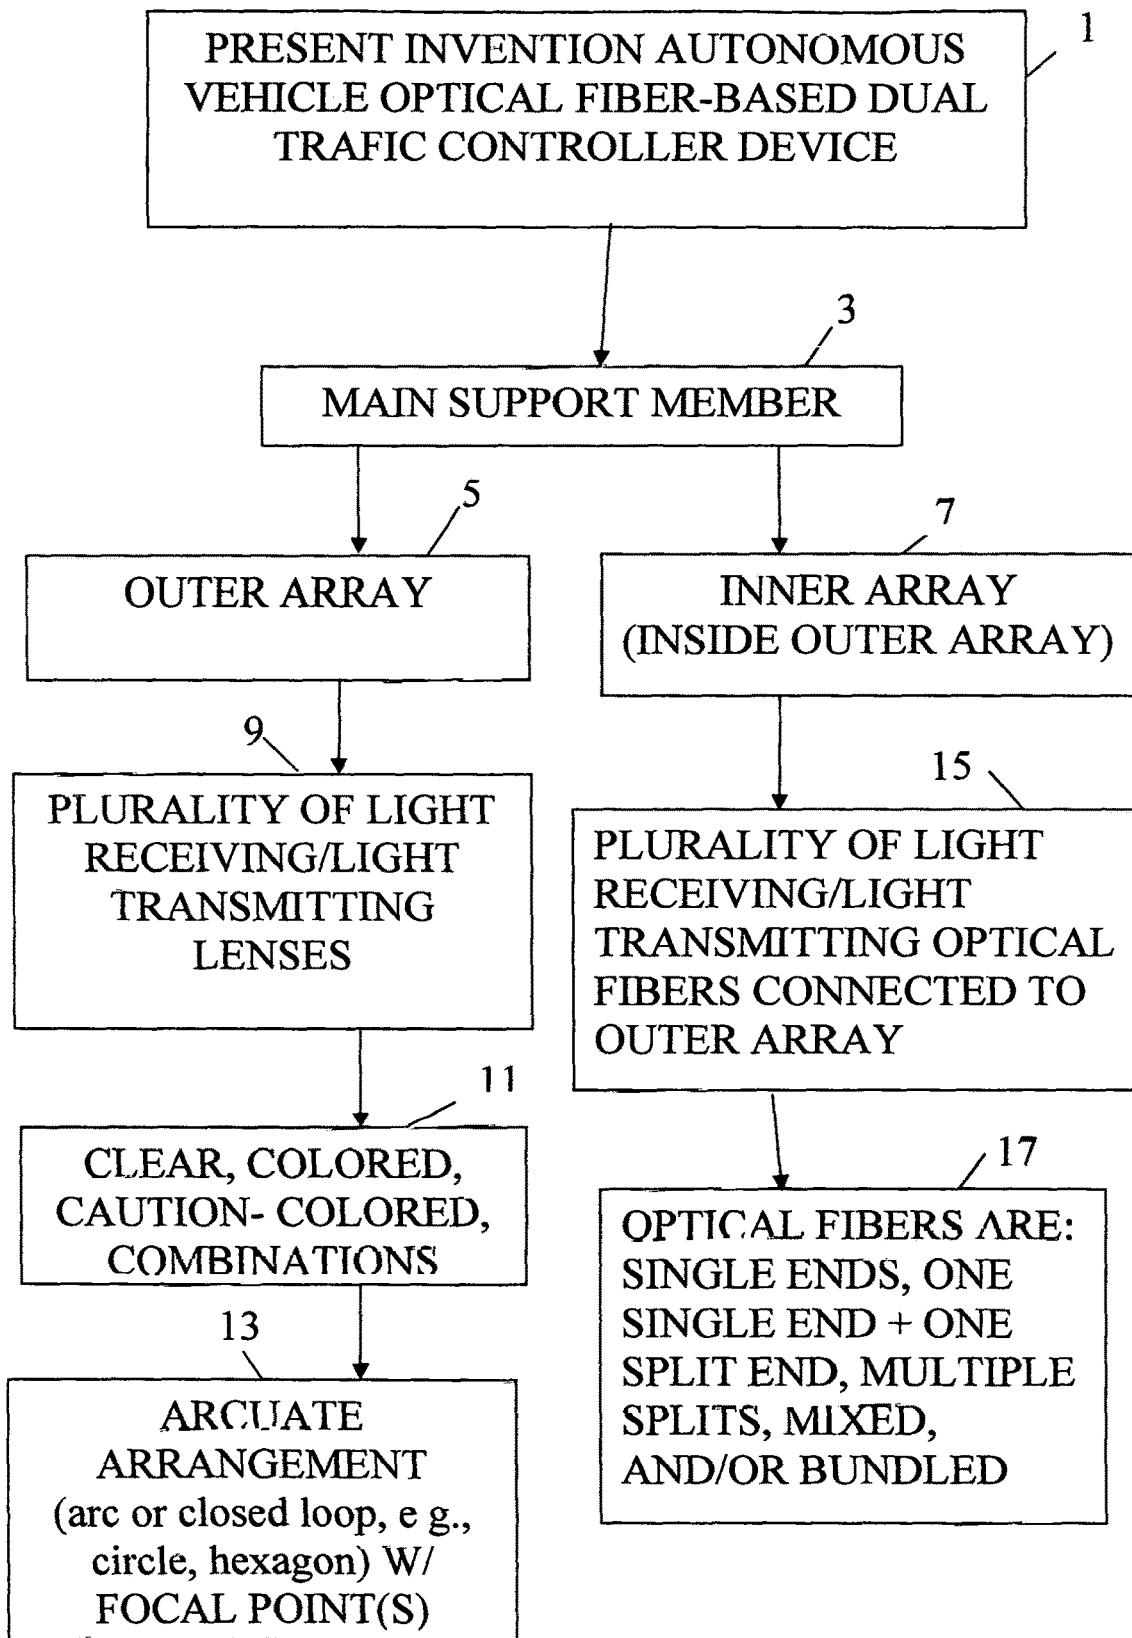 1
PRESENT INVENTION AUTONOMOUS
VEHICLE OPTICAL FIBER-BASED DUAL
TRAFIC CONTROLLER DEVICE
3
MAIN SUPPORT MEMBER
5
OUTER ARRAY
7
INNER ARRAY
(INSIDE OUTER ARRAY)
9
PLURALITY OF LIGHT
RECEIVING/LIGHT
TRANSMITTING
LENSES
15
PLURALITY OF LIGHT
RECEIVING/LIGHT
TRANSMITTING OPTICAL
FIBERS CONNECTED TO
OUTER ARRAY
11
CLEAR, COLORED,
CAUTION- COLORED,
COMBINATIONS
17
OPTICAL FIBERS ARE:
SINGLE ENDS, ONE
SINGLE END + ONE
SPLIT END, MULTIPLE
SPLITS, MIXED,
AND/OR BUNDLED
13
ARCUATE
ARRANGEMENT
(arc or closed loop, e g.,
circle, hexagon) W/
FOCAL POINT(S)